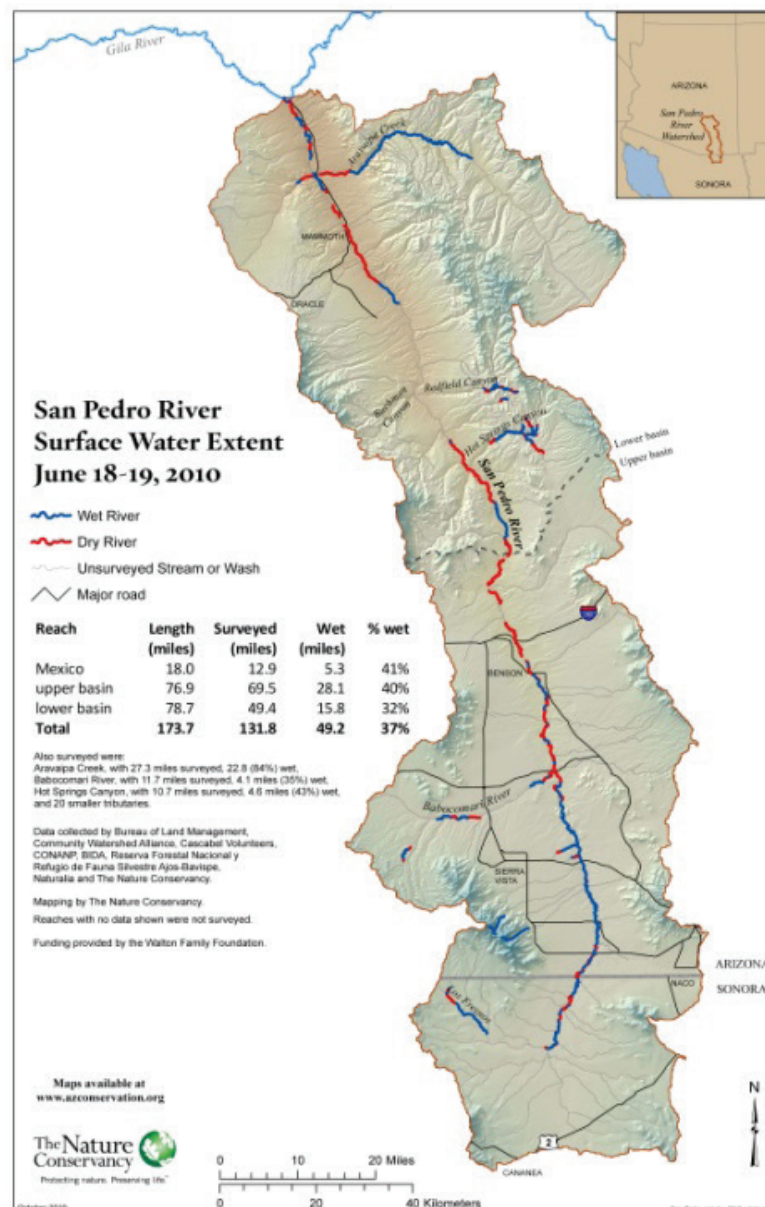 Gila River
ARIZONA
San Pedro
River
Watershed
SONORA
Aravaipa Creek
MAMMOTH
ORACLE
Redfield Canyon
Buehman
Canyon
Hot Springs Canyon
Lower basin
Upper basin
San Pedro River
San Pedro River
Surface Water Extent
June 18-19, 2010
Wet River
Dry River
Unsurveyed Stream or Wash
Major road
Reach Length Surveyed Wet % wet
(miles) (miles) (miles)
Mexico 18.0 12.9 5.3 41%
upper basin 76.9 69.5 28.1 40%
lower basin 78.7 49.4 15.8 32%
Total 173.7 131.8 49.2 37%
BENSON
Also surveyed were:
Aravaipa Creek, with 27.3 miles surveyed, 22.8 (84%) wet,
Babocomari River, with 11.7 miles surveyed, 4.1 miles (35%) wet,
Hot Springs Canyon, with 10.7 miles surveyed, 4.6 miles (43%) wet,
and 20 smaller tributaries.
Babocomari River
Data collected by Bureau of Land Management,
Community Watershed Alliance, Cascabel Volunteers,
CONANP, BIDA, Reserva Forestal Nacional y
Refugio de Fauna Silvestre Ajos-Bavispe,
Naturalia and The Nature Conservancy.
SIERRA
VISTA
Mapping by The Nature Conservancy.
Reaches with no data shown were not surveyed.
Funding provided by the Walton Family Foundation.
ARIZONA
SONORA
NACO
Los Fresnos
Maps available at
www.azconservation.org
N
The Nature
Conservancy
Protecting nature. Preserving life.™
0 10 20 Miles
0 20 40 Kilometers
2
CANANEA
October 2010